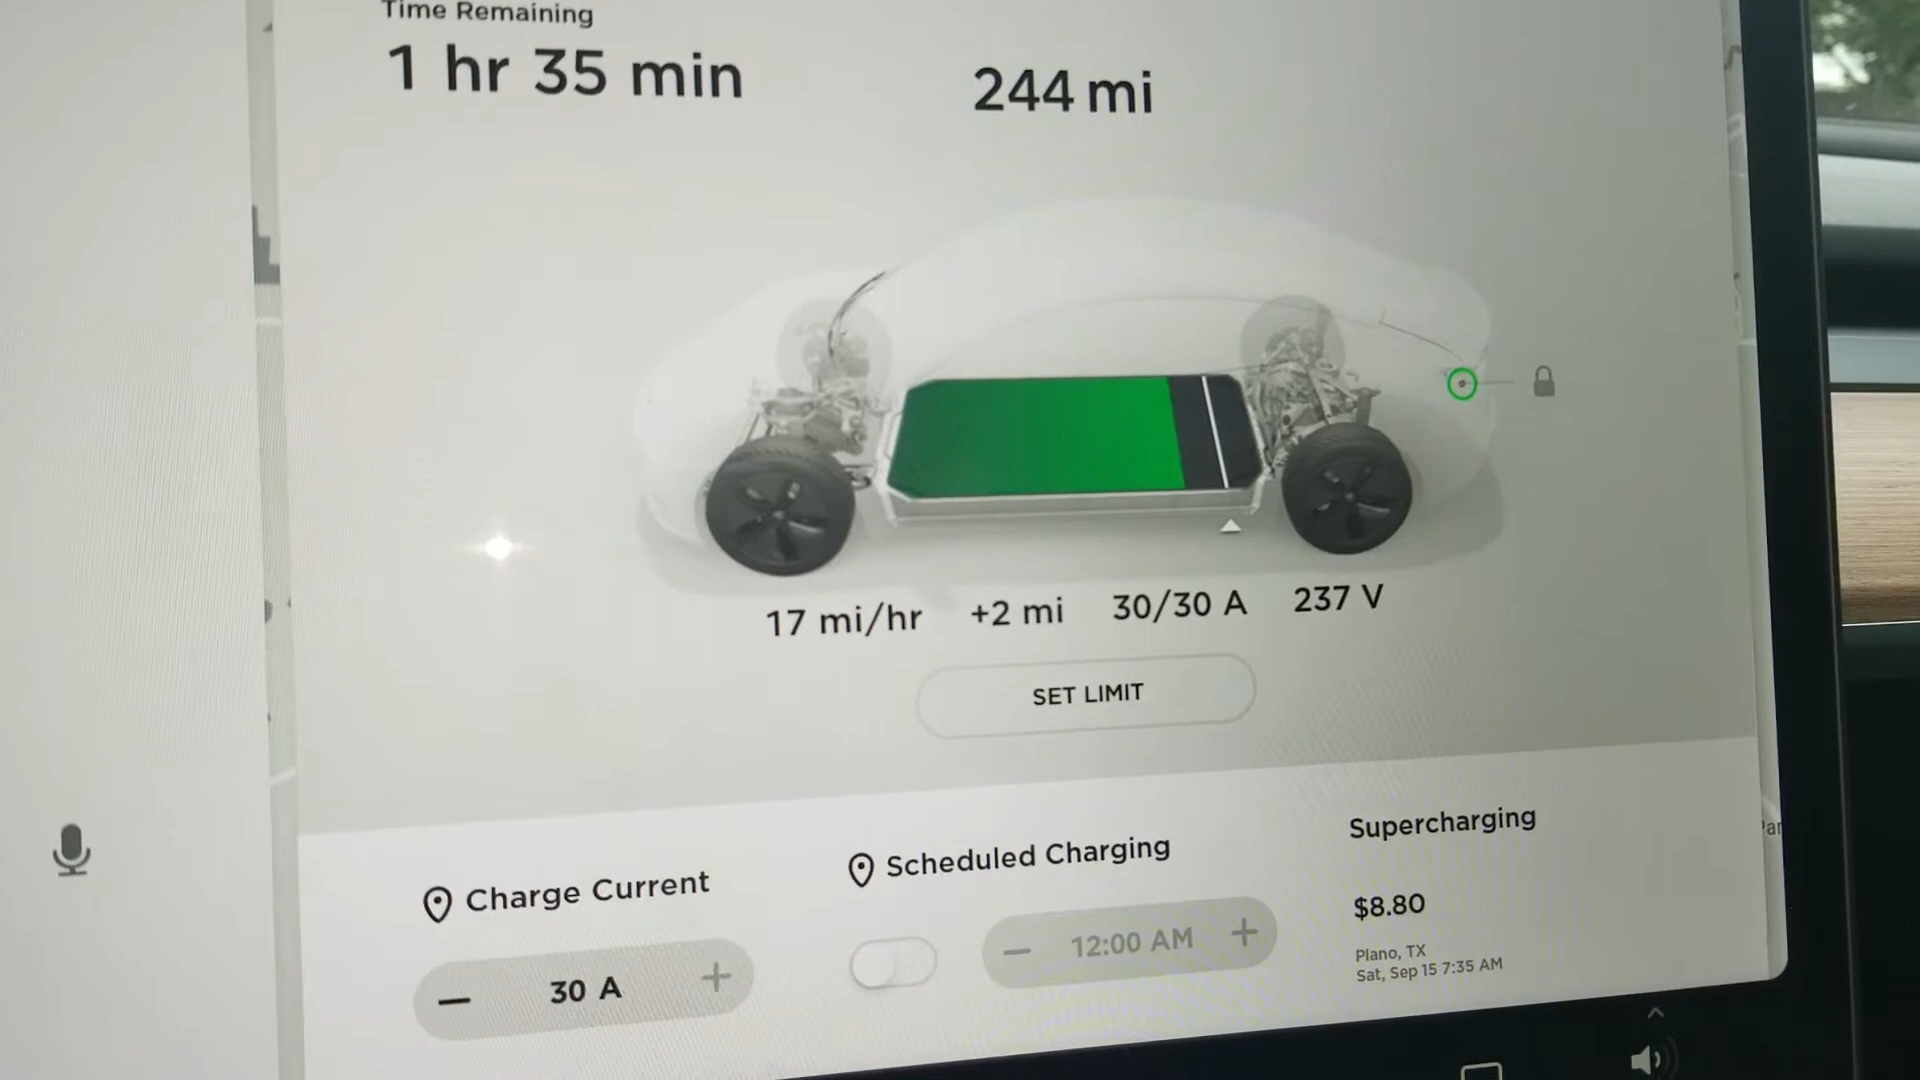 Time Remaining
1 hr 35 min
244 mi
17 mi/hr +2 mi 30/30 A 237 V
SET LIMIT
Charge Current
30 A
Scheduled Charging
12:00 AM
Supercharging
$8.80
Plano, TX
Sat, Sep 15 7:35 AM